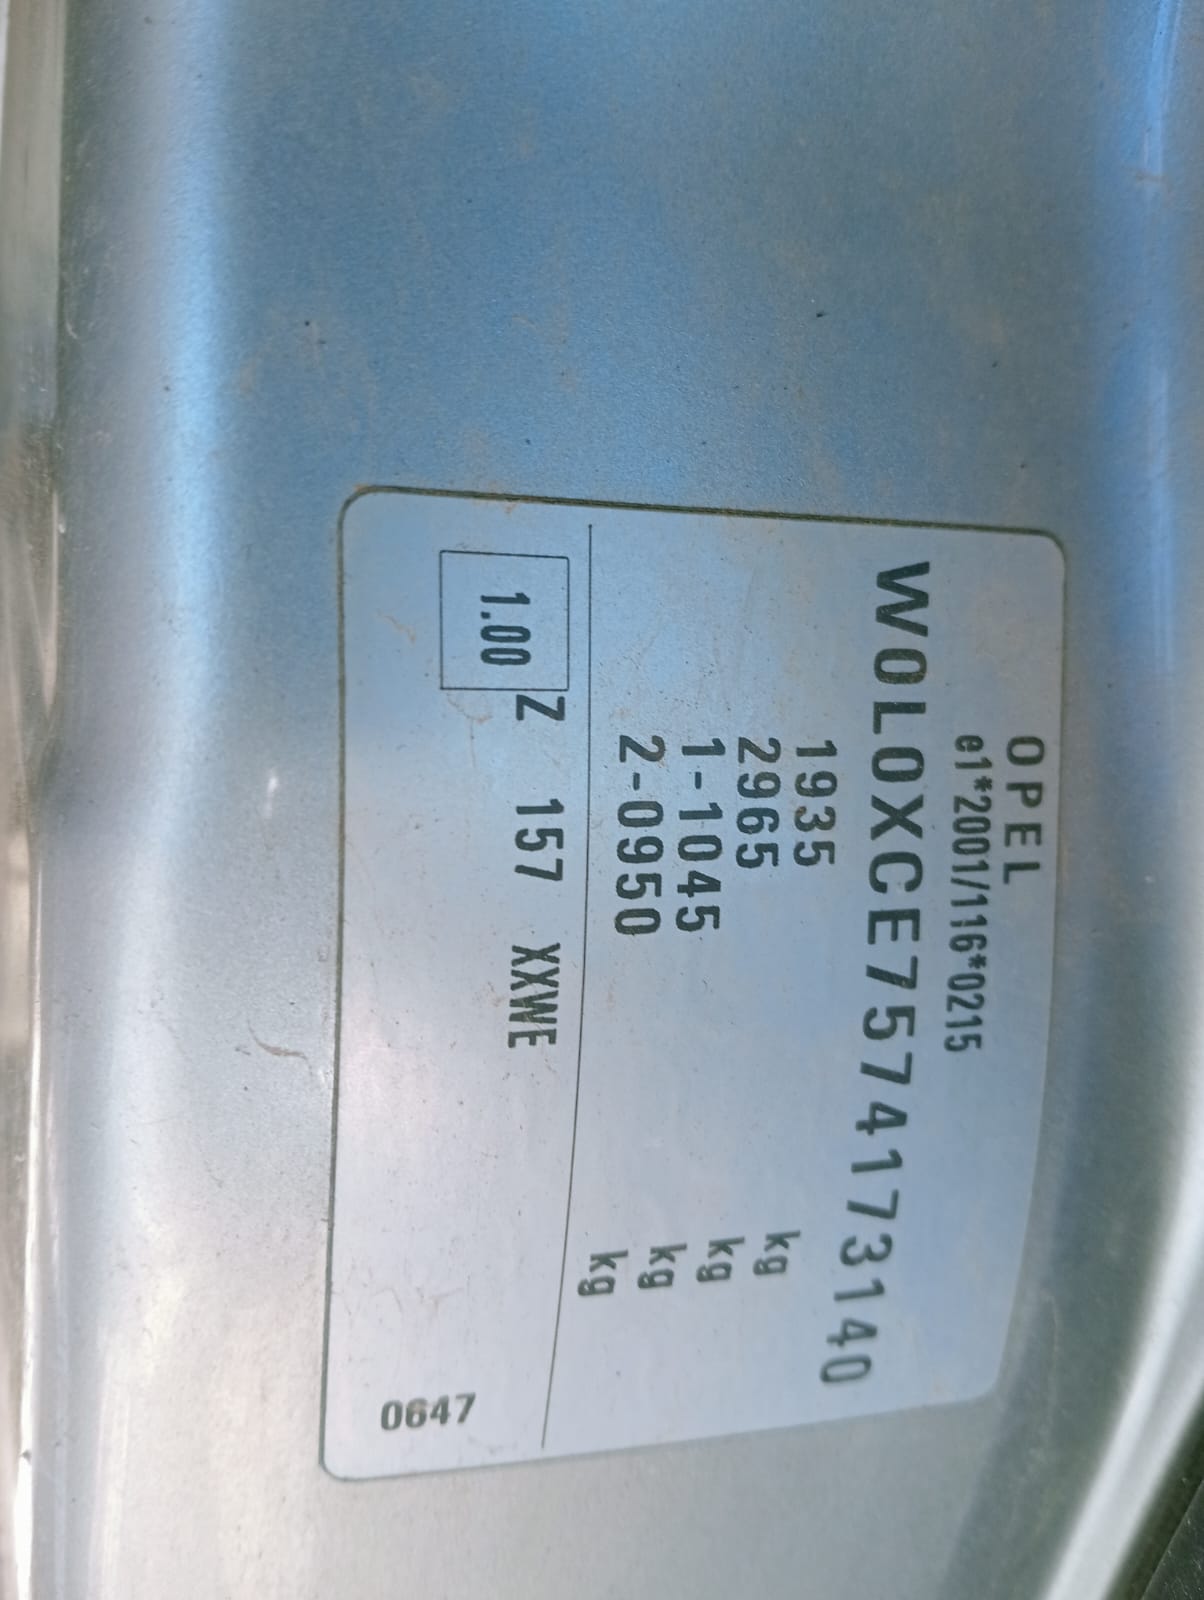 OPEL
e1*2001/116*0215
W0L0XCE7574173140
1935 kg
2965 kg
1-1045 kg
2-0950 kg
1.00 Z 157 XXWE
0647